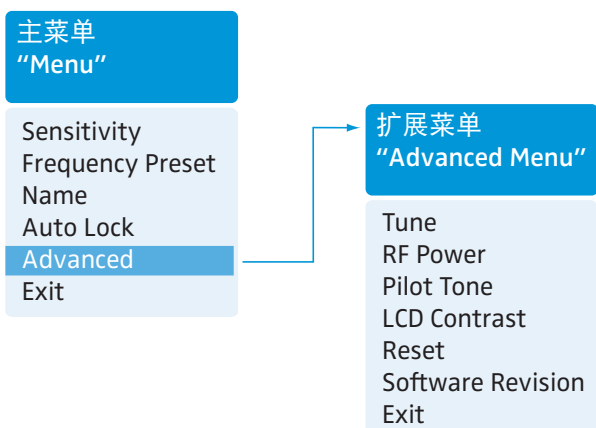 主菜单
“Menu”
Sensitivity
Frequency Preset
Name
Auto Lock
Advanced
Exit
扩展菜单
“Advanced Menu”
Tune
RF Power
Pilot Tone
LCD Contrast
Reset
Software Revision
Exit